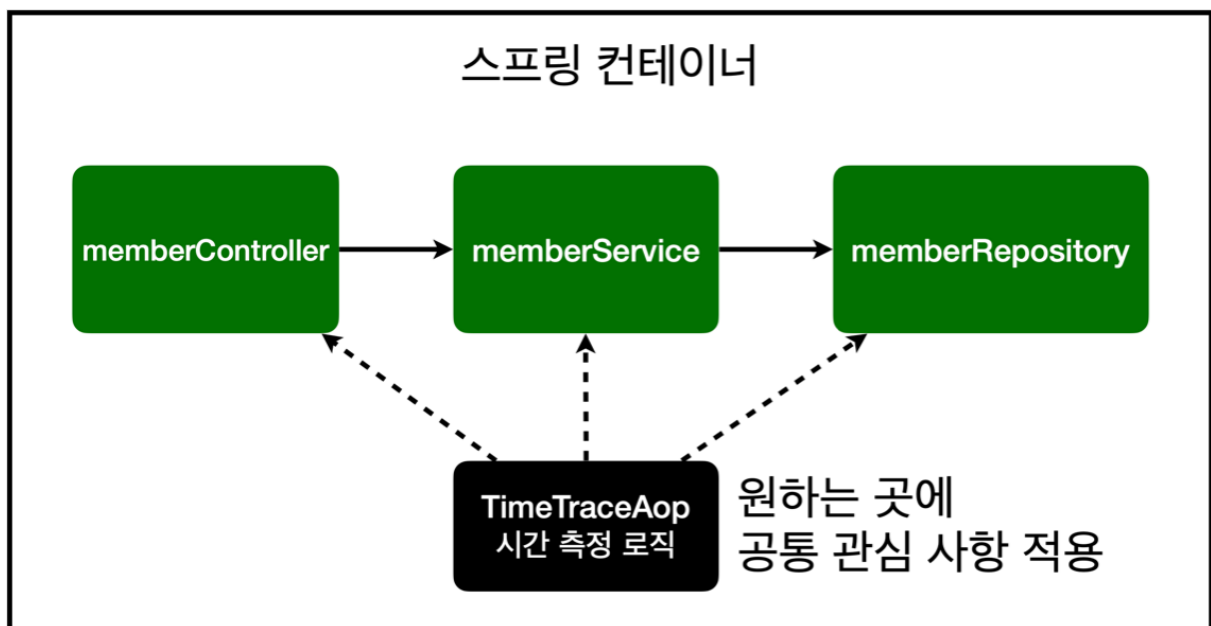 스프링 컨테이너
memberController
memberService
memberRepository
TimeTraceAop
시간 측정 로직
원하는 곳에
공통 관심 사항 적용